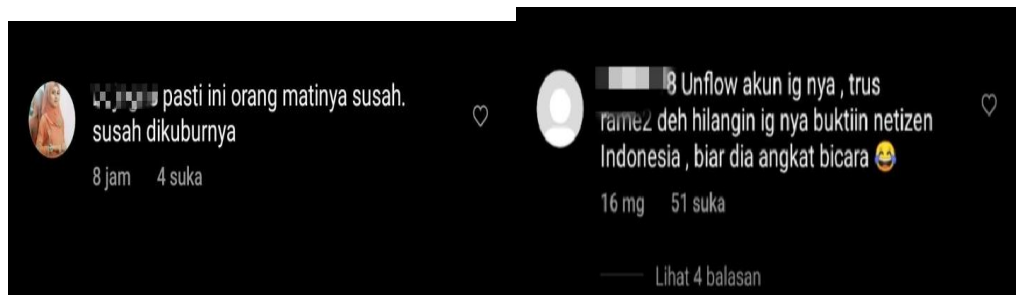 pasti ini orang matinya susah.
susah dikuburnya
8 jam 4 suka
8 Unflow akun ig nya , trus
rame2 deh hilangin ig nya buktiin netizen
Indonesia , biar dia angkat bicara 😂
16 mg 51 suka
Lihat 4 balasan